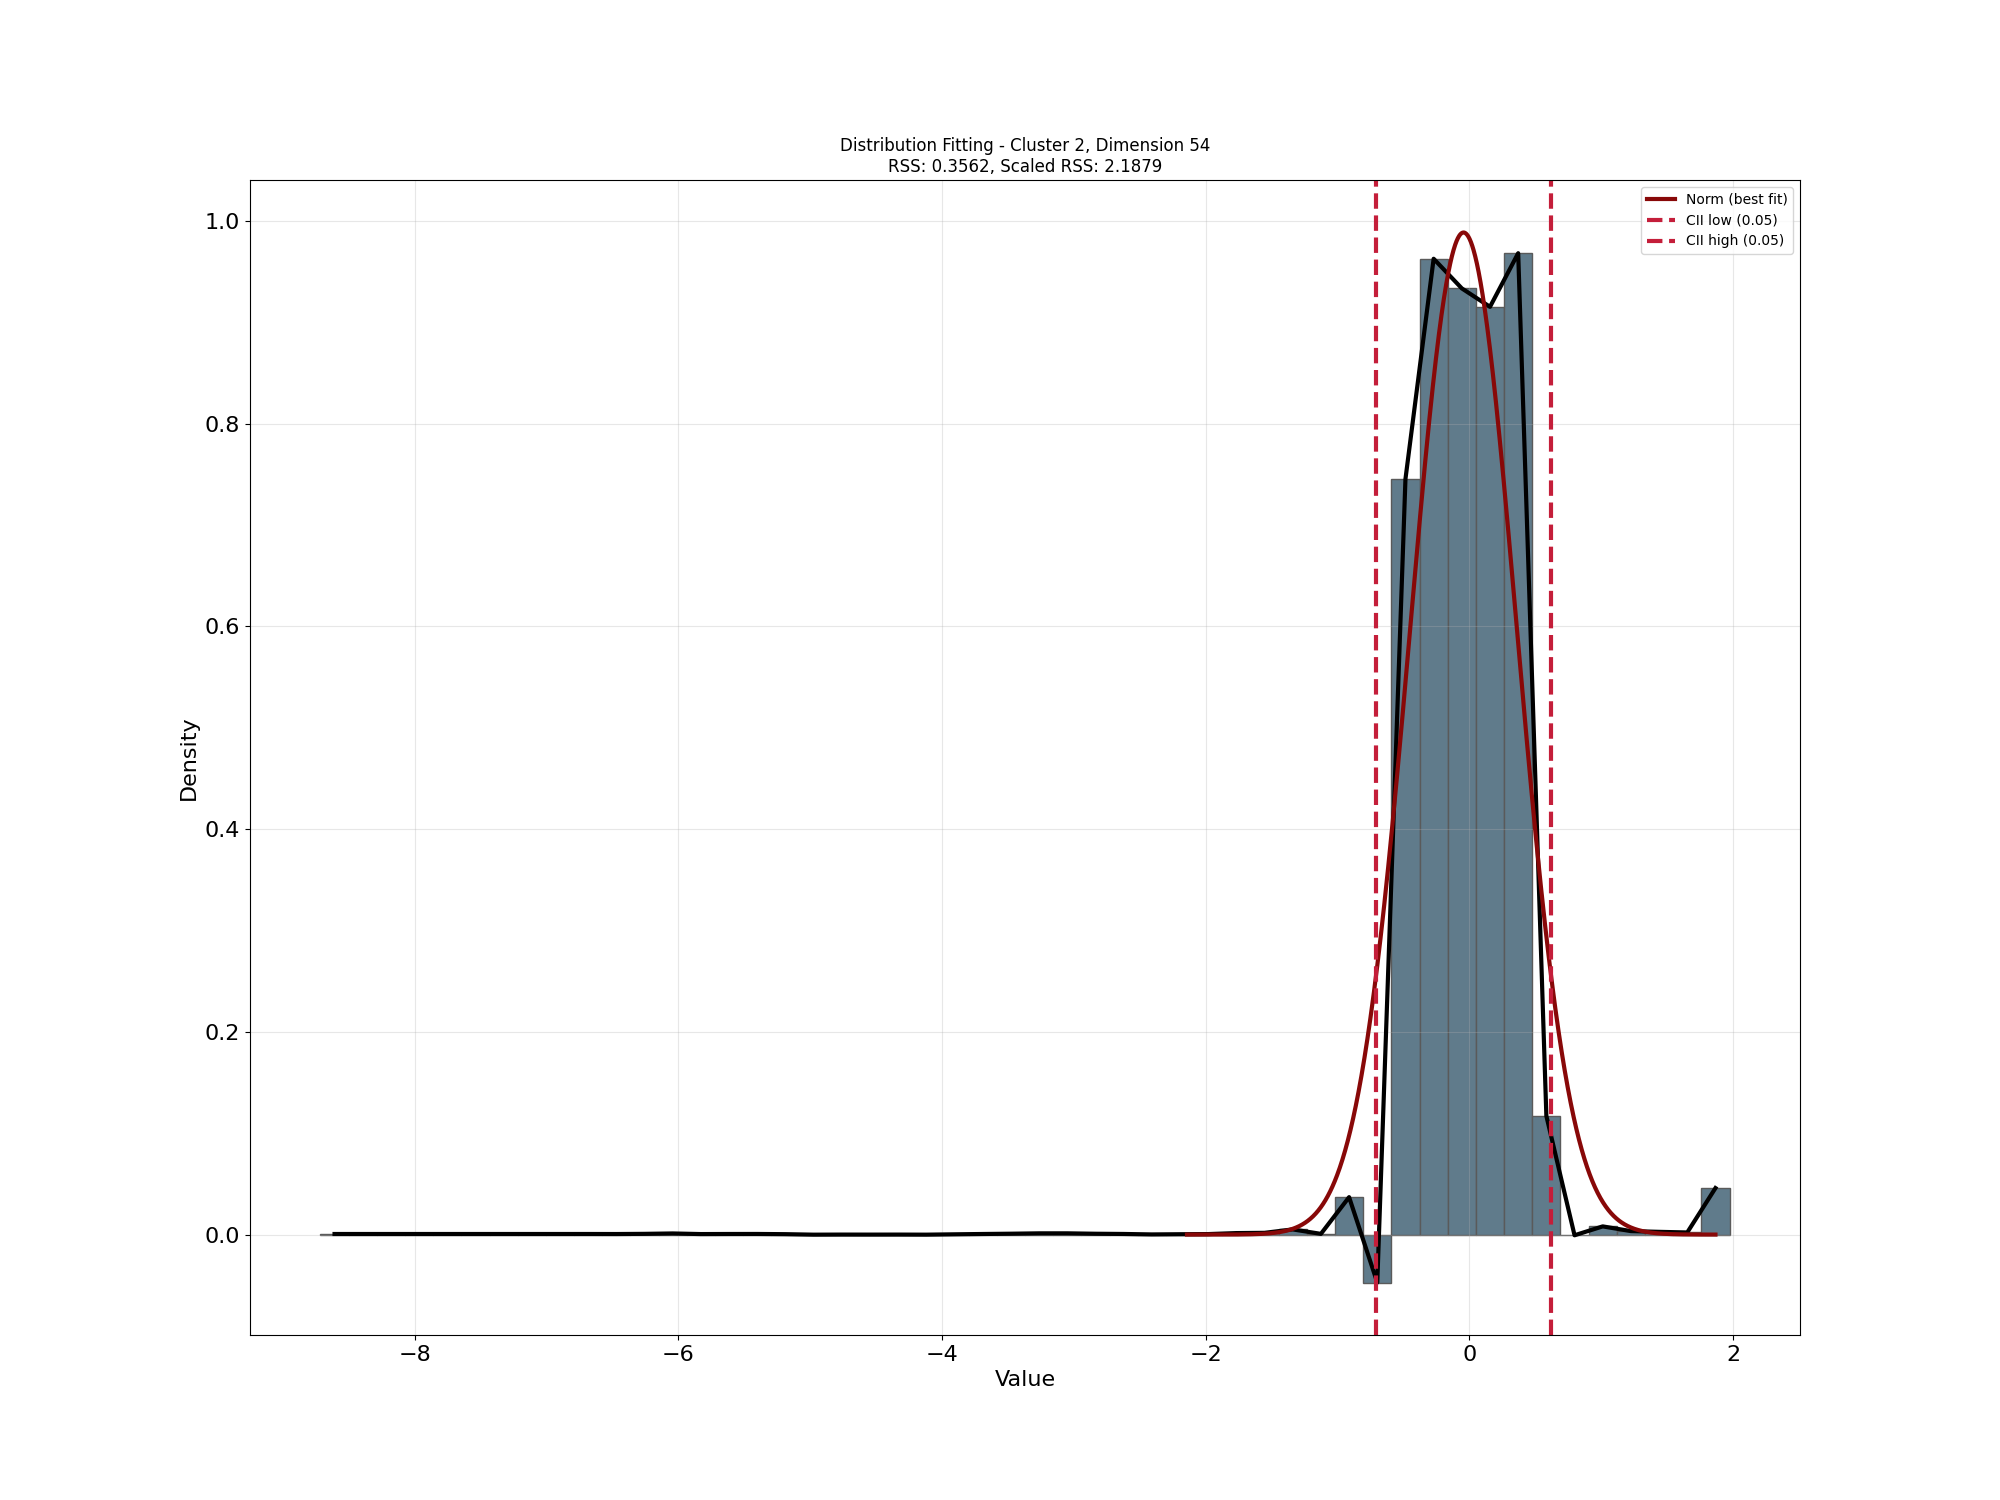 Distribution Fitting - Cluster 2, Dimension 54
RSS: 0.3562, Scaled RSS: 2.1879
Norm (best fit)
CII low (0.05)
CII high (0.05)
1.0
0.8
0.6
0.4
0.2
0.0
Density
−8
−6
−4
−2
0
2
Value